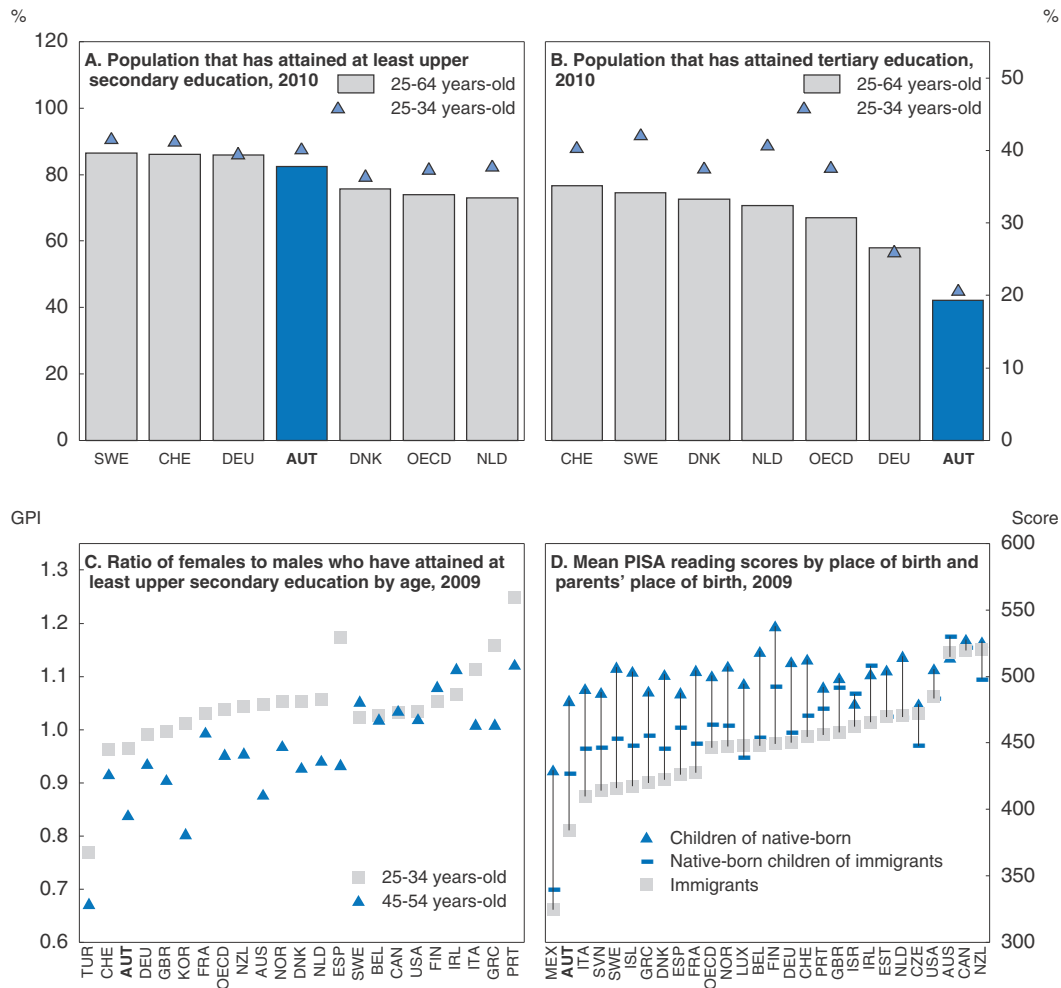 %
%
120
100
80
60
40
20
0
A. Population that has attained at least upper
secondary education, 2010
25-64 years-old
25-34 years-old
SWE CHE DEU AUT DNK OECD NLD
B. Population that has attained tertiary education,
2010
25-64 years-old
25-34 years-old
50
40
30
20
10
0
CHE SWE DNK NLD OECD DEU AUT
GPI
1.3
1.2
1.1
1.0
0.9
0.8
0.7
0.6
C. Ratio of females to males who have attained at
least upper secondary education by age, 2009
25-34 years-old
45-54 years-old
TUR CHE AUT DEU GBR KOR FRA OECD NZL AUS NOR DNK NLD ESP SWE BEL CAN USA FIN IRL ITA GRC PRT
Score
600
550
500
450
400
350
300
D. Mean PISA reading scores by place of birth and
parents' place of birth, 2009
Children of native-born
Native-born children of immigrants
Immigrants
MEX AUT ITA SVN SWE ISL GRC DNK ESP FRA OECD NOR LUX BEL FIN DEU CHE PRT GBR ISR IRL EST NLD CZE USA AUS CAN NZL